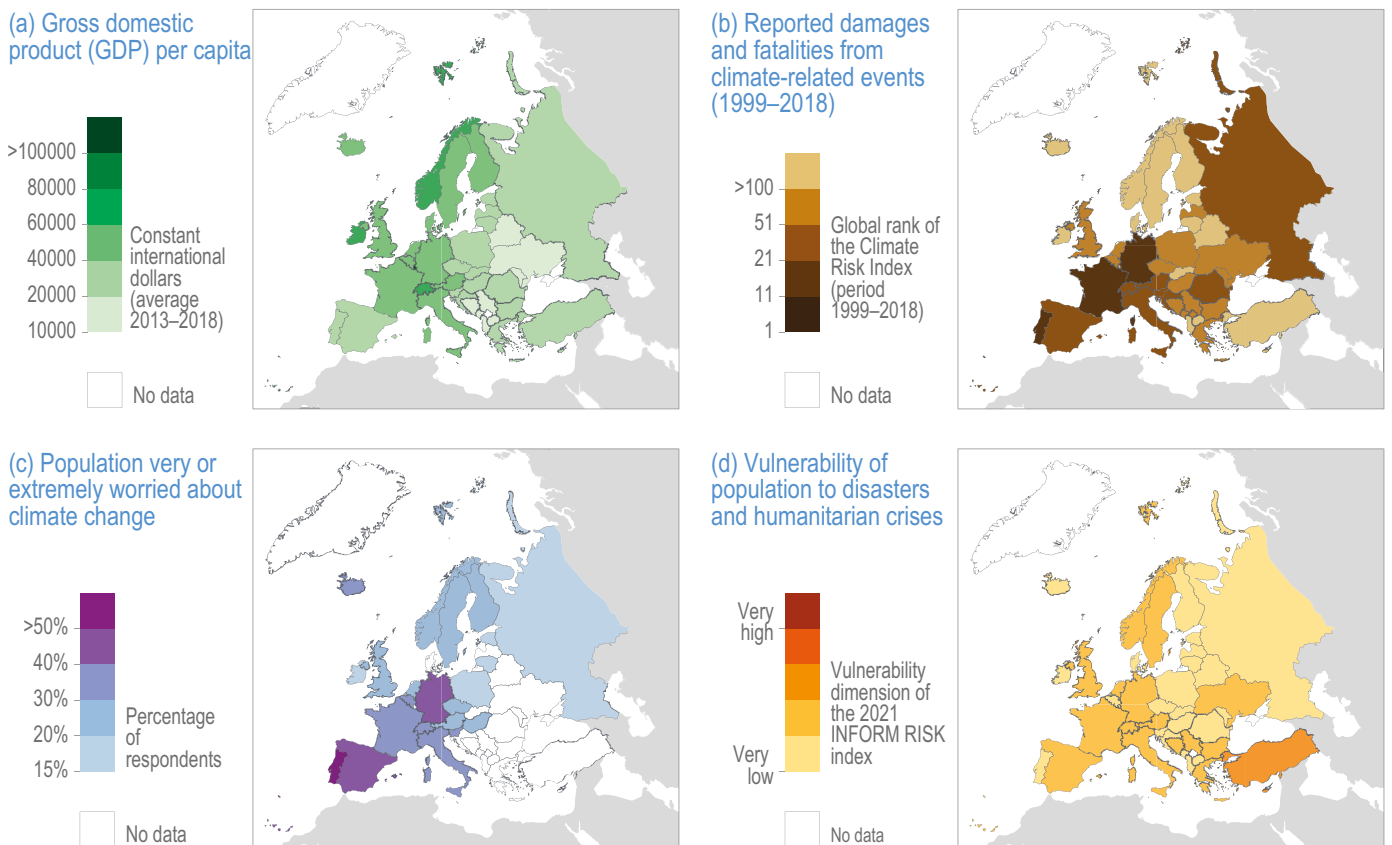 (a) Gross domestic
product (GDP) per capita
>100000
80000
60000
40000
20000
10000
Constant
international
dollars
(average
2013–2018)
No data
(b) Reported damages
and fatalities from
climate-related events
(1999–2018)
>100
51
21
11
1
Global rank of
the Climate
Risk Index
(period
1999–2018)
No data
(c) Population very or
extremely worried about
climate change
>50%
40%
30%
20%
15%
Percentage
of
respondents
No data
(d) Vulnerability of
population to disasters
and humanitarian crises
Very
high
Very
low
Vulnerability
dimension of
the 2021
INFORM RISK
index
No data